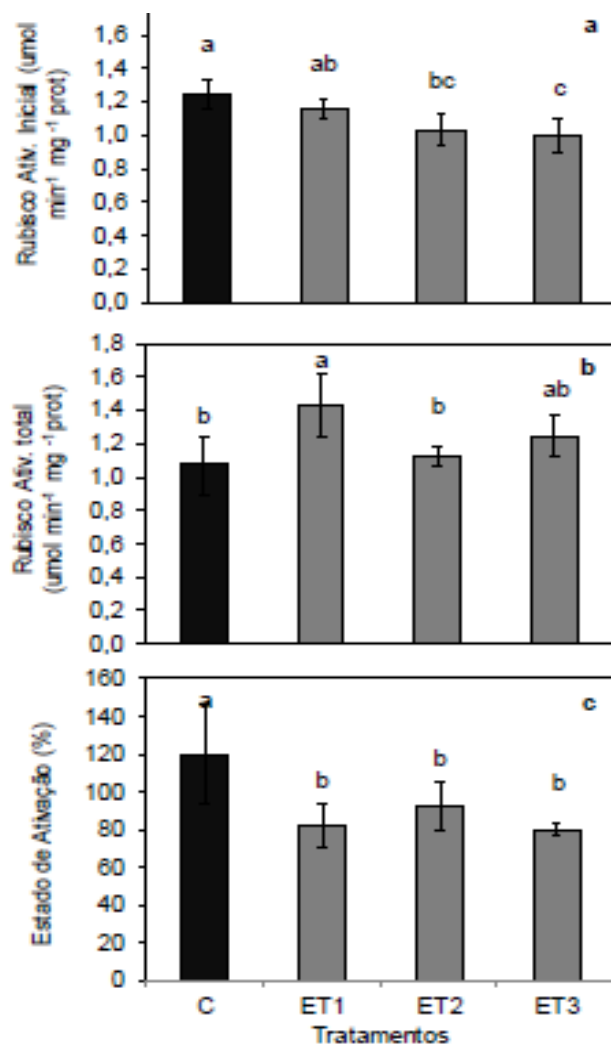 Rubisco Ativ. Inicial (umol
min-¹ mg -¹ prot)
1,6
1,4
1,2
1,0
0,8
0,6
0,4
0,2
0,0
a
ab
bc
c
a
Rubisco Ativ. total
(umol min-¹ mg -¹ prot)
1,8
1,6
1,4
1,2
1,0
0,8
0,6
0,4
0,2
0,0
b
a
b
ab
b
Estado de Ativação (%)
160
140
120
100
80
60
40
20
0
a
b
b
b
c
C ET1 ET2 ET3
Tratamentos